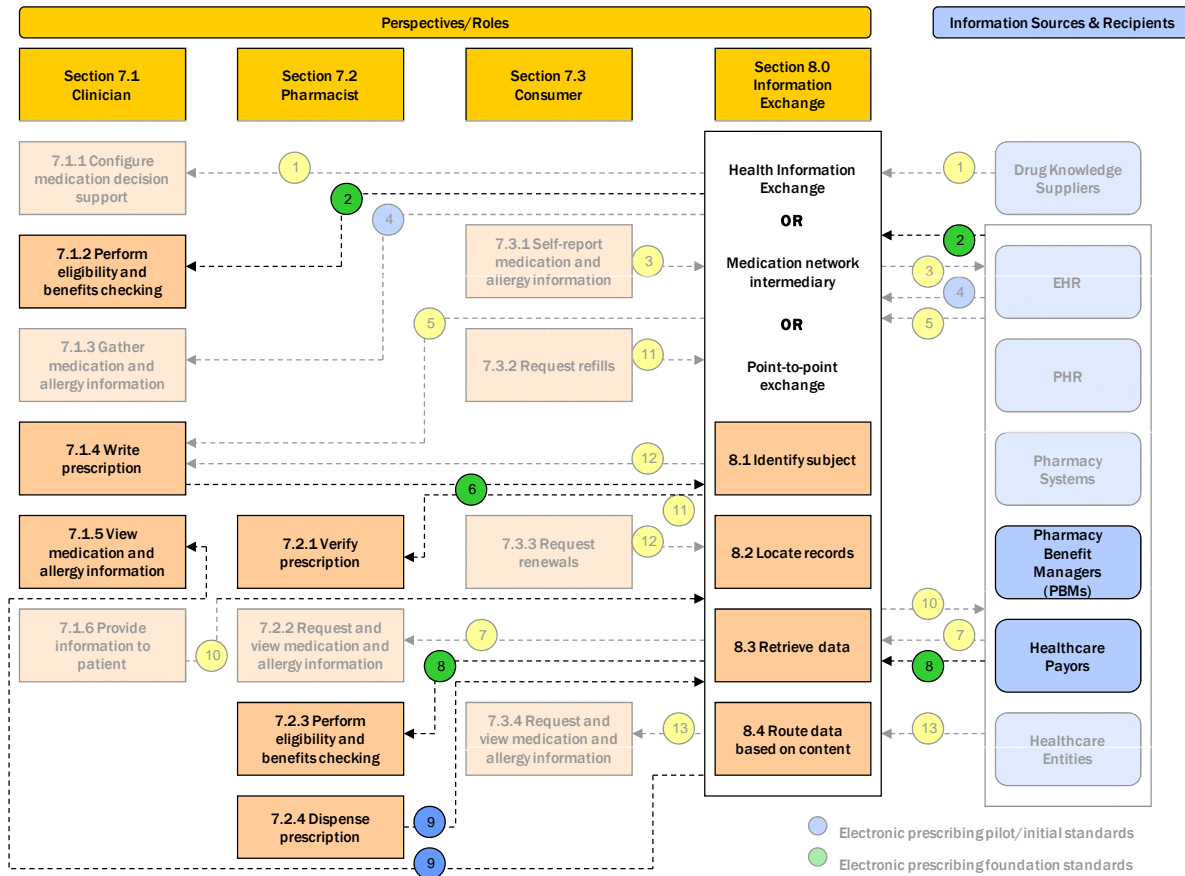 Perspectives/Roles
Information Sources & Recipients
Section 7.1
Clinician
Section 7.2
Pharmacist
Section 7.3
Consumer
Section 8.0
Information
Exchange
7.1.1 Configure
medication decision
support
1
Health Information
Exchange
1
Drug Knowledge
Suppliers
2
4
OR
2
7.1.2 Perform
eligibility and
benefits checking
7.3.1 Self-report
medication and
allergy information
3
Medication network
intermediary
3
4
EHR
5
OR
5
7.1.3 Gather
medication and
allergy information
7.3.2 Request refills
11
Point-to-point
exchange
PHR
7.1.4 Write
prescription
12
8.1 Identify subject
Pharmacy
Systems
6
11
7.1.5 View
medication and
allergy information
7.2.1 Verify
prescription
7.3.3 Request
renewals
12
8.2 Locate records
Pharmacy
Benefit
Managers
(PBMs)
10
7.1.6 Provide
information to
patient
10
7.2.2 Request and
view medication and
allergy information
7
8
8.3 Retrieve data
7
8
Healthcare
Payors
7.2.3 Perform
eligibility and
benefits checking
7.3.4 Request and
view medication and
allergy information
13
8.4 Route data
based on content
13
Healthcare
Entities
7.2.4 Dispense
prescription
9
9
Electronic prescribing pilot/initial standards
Electronic prescribing foundation standards